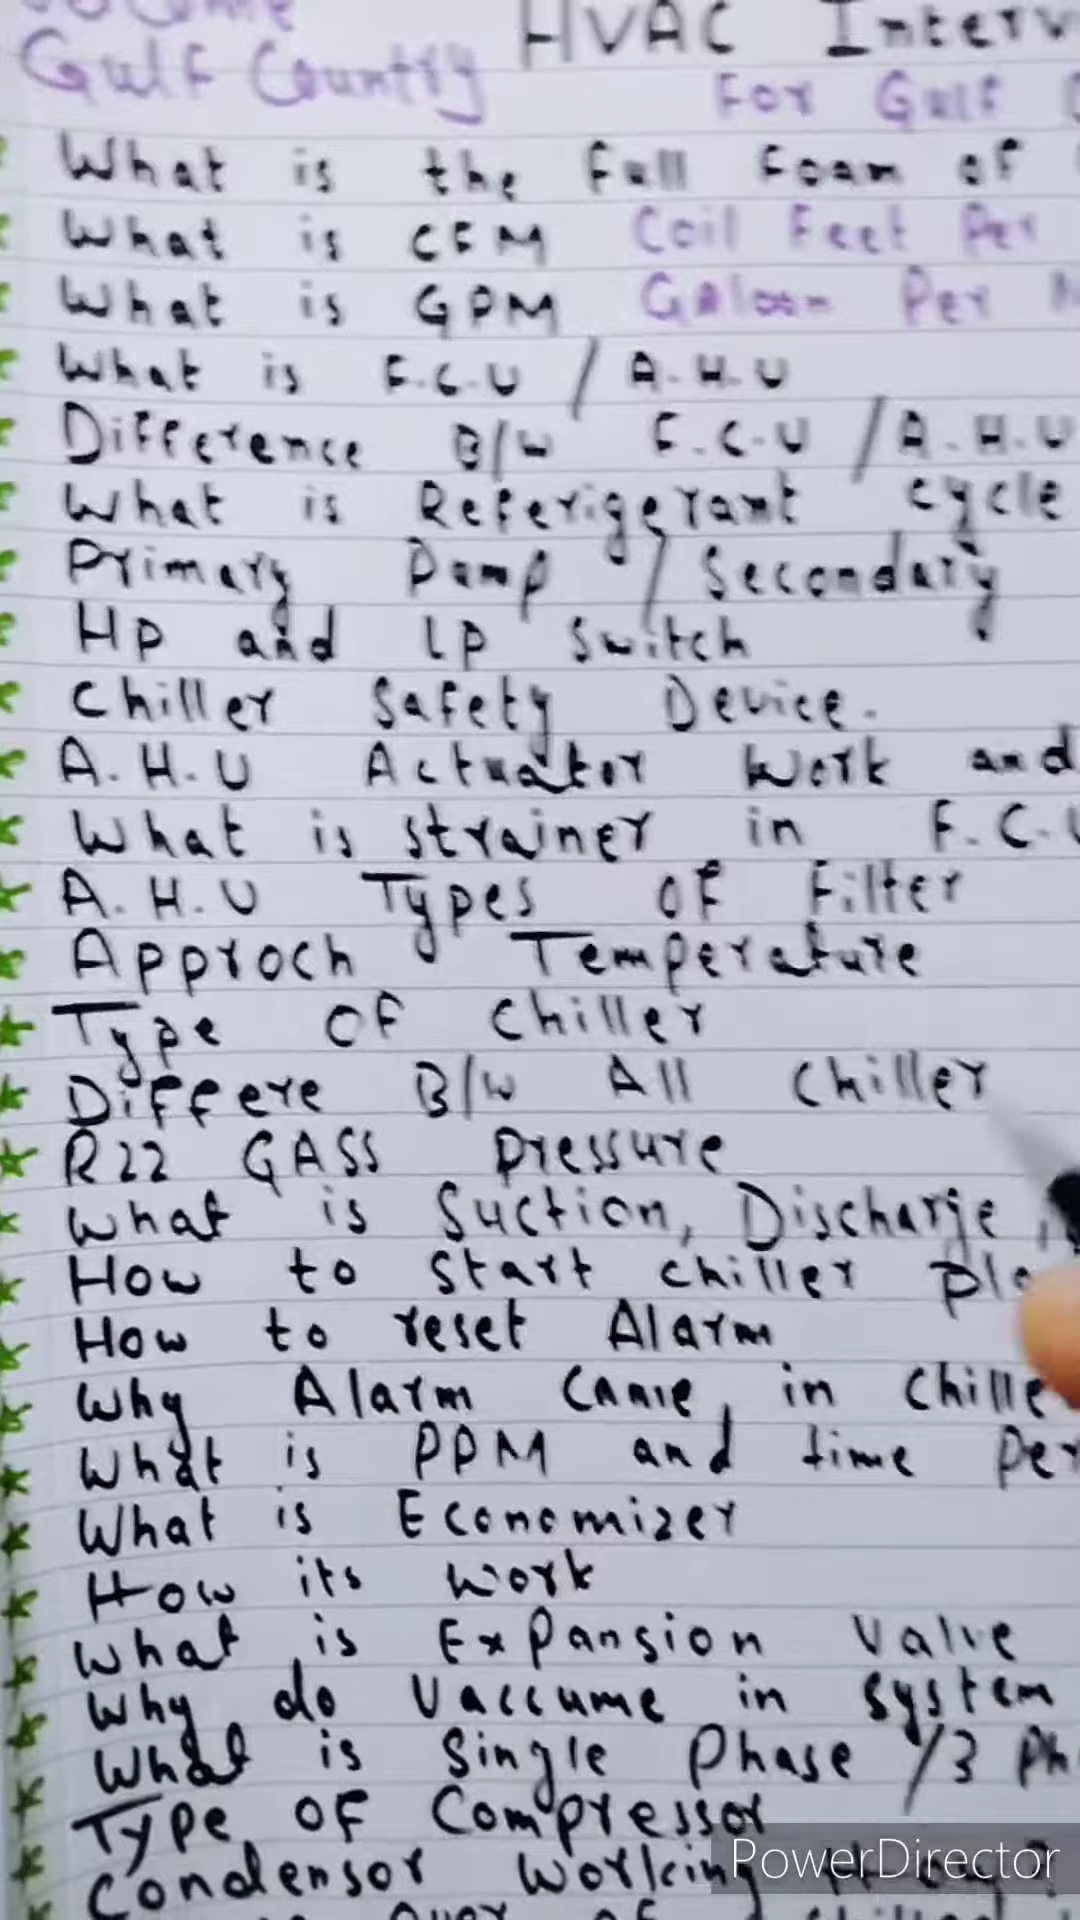 Welcome HVAC Interv
Gulf Country For Gulf C
What is the Full Foam of
What is CFM Coil Feet Per
What is GPM Galoon Per M
What is F.C.U / A.H.U
Difference B/W F.C.U / A.H.U
What is Referigerant cycle
Primary Pump / Secondary
HP and LP Switch
Chiller Safety Device.
A.H.U Actuator Work and
What is strainer in F.C.U
A.H.U Types OF Filter
Approch Temperature
Type OF Chiller
Differe B/W All Chiller
R22 GASS Pressure
What is Suction, Discharge,
How to Start chiller pla
How to reset Alarm
Why Alarm Came, in Chille
What is PPM and time Per
What is Economizer
How its Work
What is Expansion Valve
Why do Vaccume in System
What is Single Phase /3 Ph
Type OF Compressor
Condensor Working
PowerDirector